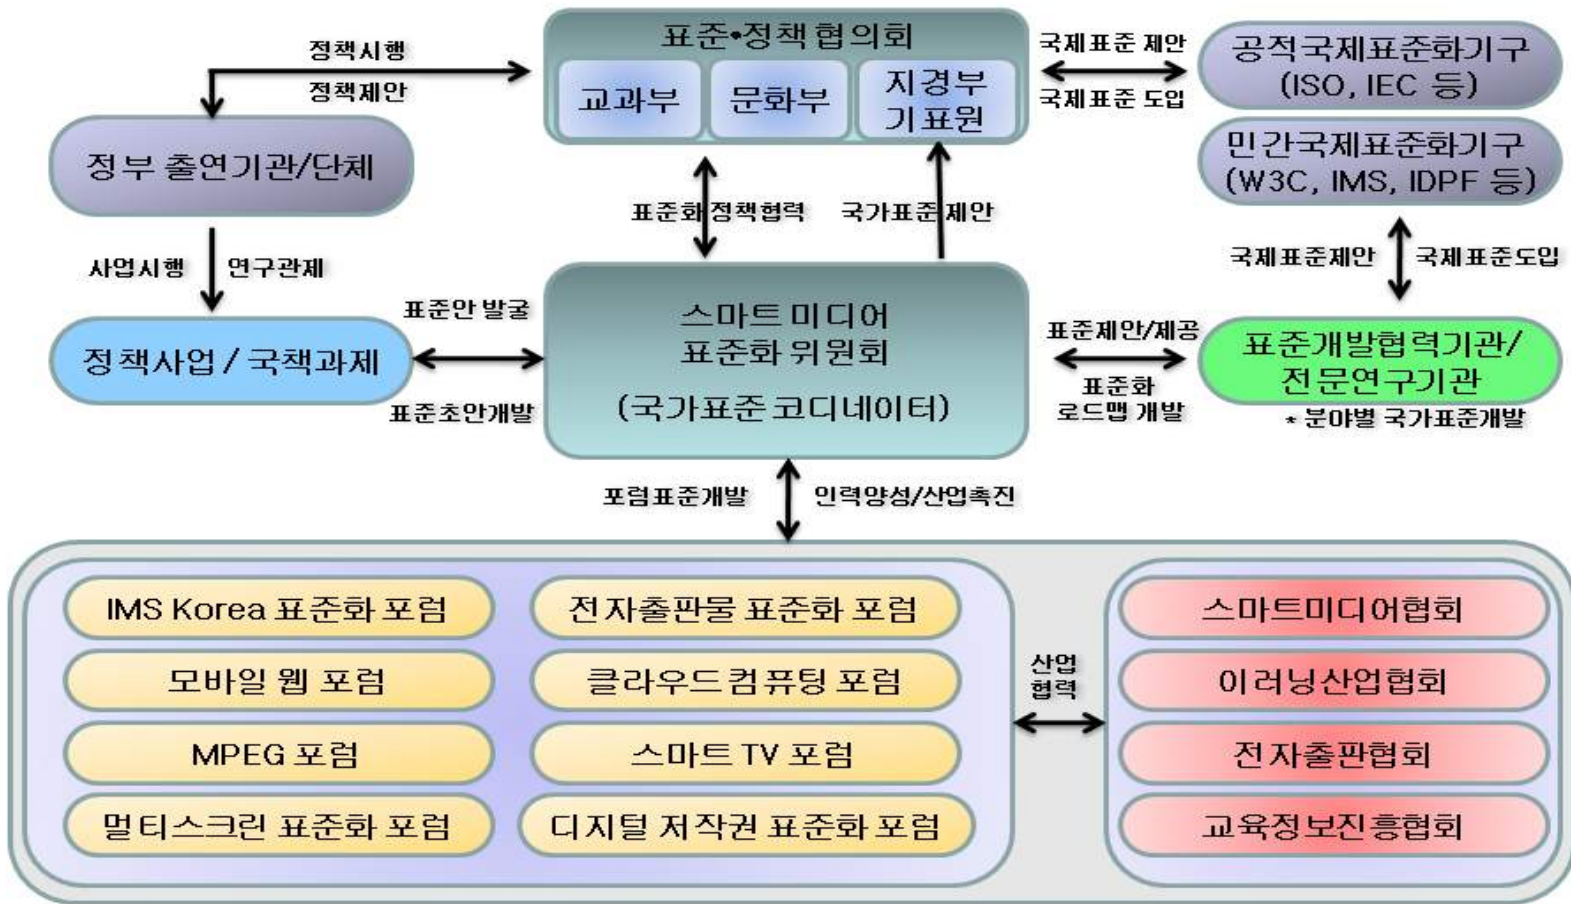 표준•정책 협의회
교과부
문화부
지경부
기표원
정책시행
정책제안
국제표준 제안
국제표준 도입
공적국제표준화기구
(ISO, IEC 등)
민간국제표준화기구
(W3C, IMS, IDPF 등)
정부 출연기관/단체
표준화 정책협력
국가표준 제안
사업시행
연구관제
국제표준제안
국제표준도입
정책사업 / 국책과제
표준안 발굴
표준초안개발
스마트 미디어
표준화 위원회
(국가표준 코디네이터)
표준제안/제공
표준화
로드맵 개발
표준개발협력기관/
전문연구기관
* 분야별 국가표준개발
포럼표준개발
인력양성/산업촉진
IMS Korea 표준화 포럼
전자출판물 표준화 포럼
모바일 웹 포럼
클라우드컴퓨팅 포럼
MPEG 포럼
스마트 TV 포럼
멀티스크린 표준화 포럼
디지털 저작권 표준화 포럼
산업
협력
스마트미디어협회
이러닝산업협회
전자출판협회
교육정보진흥협회